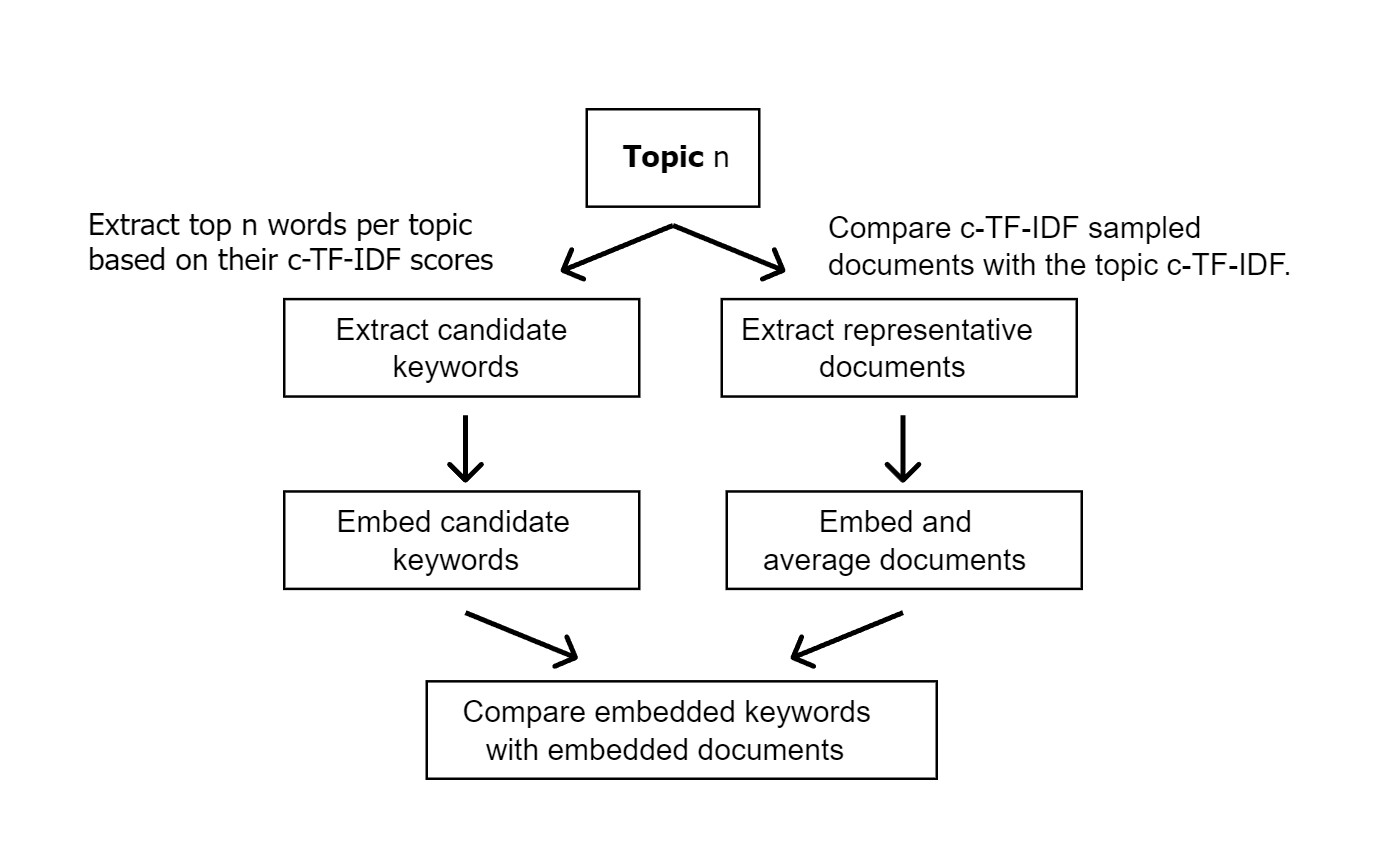 Topic n
Extract top n words per topic
based on their c-TF-IDF scores
Compare c-TF-IDF sampled
documents with the topic c-TF-IDF.
Extract candidate
keywords
Extract representative
documents
Embed candidate
keywords
Embed and
average documents
Compare embedded keywords
with embedded documents